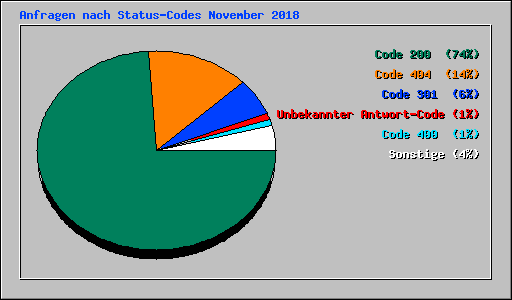 Anfragen nach Status-Codes November 2018
Code 200 (74%)
Code 404 (14%)
Code 301 (6%)
Unbekannter Antwort-Code (1%)
Code 400 (1%)
Sonstige (4%)